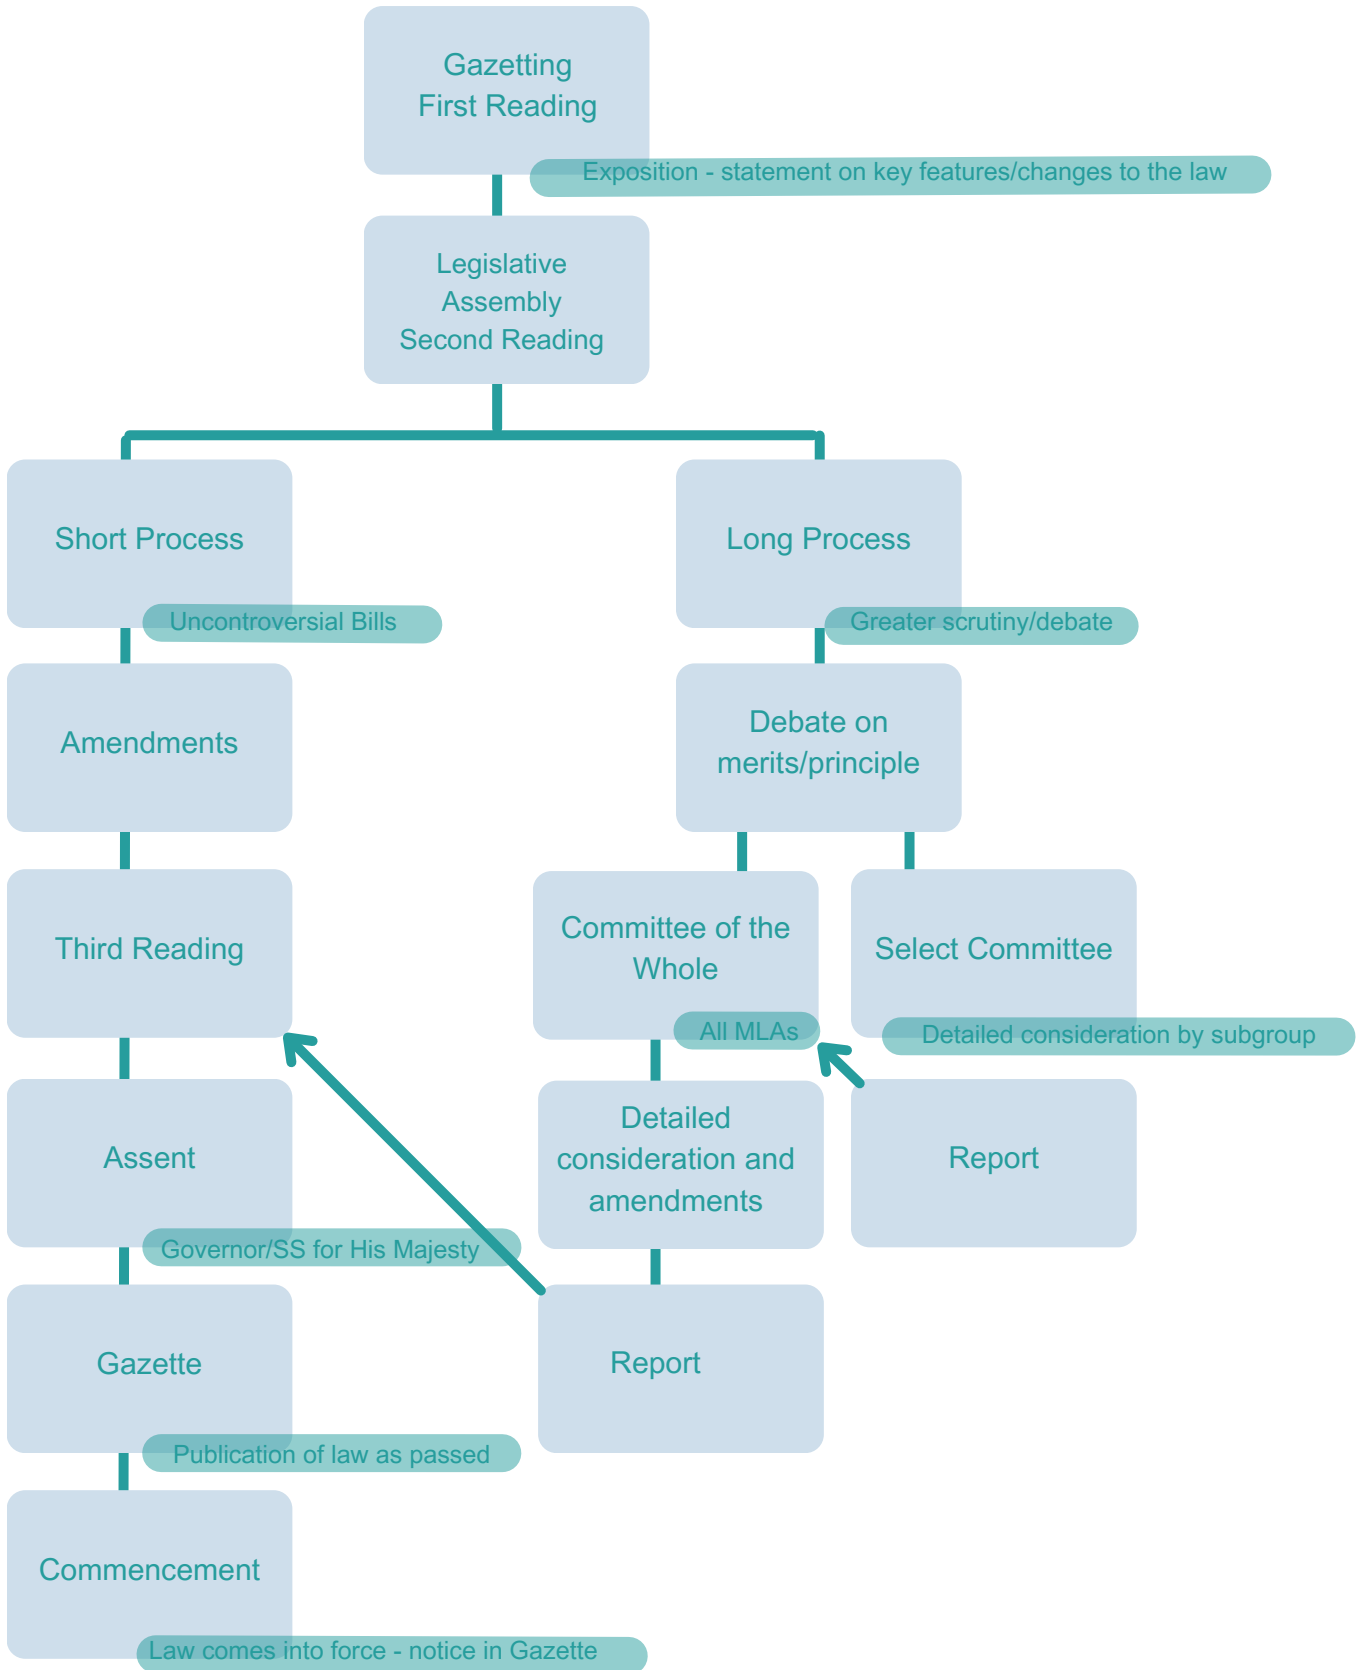 Gazetting
First Reading
Exposition - statement on key features/changes to the law
Legislative
Assembly
Second Reading
Short Process
Uncontroversial Bills
Long Process
Greater scrutiny/debate
Amendments
Debate on
merits/principle
Third Reading
Committee of the
Whole
All MLAs
Select Committee
Detailed consideration by subgroup
Assent
Governor/SS for His Majesty
Detailed
consideration and
amendments
Report
Gazette
Publication of law as passed
Report
Commencement
Law comes into force - notice in Gazette